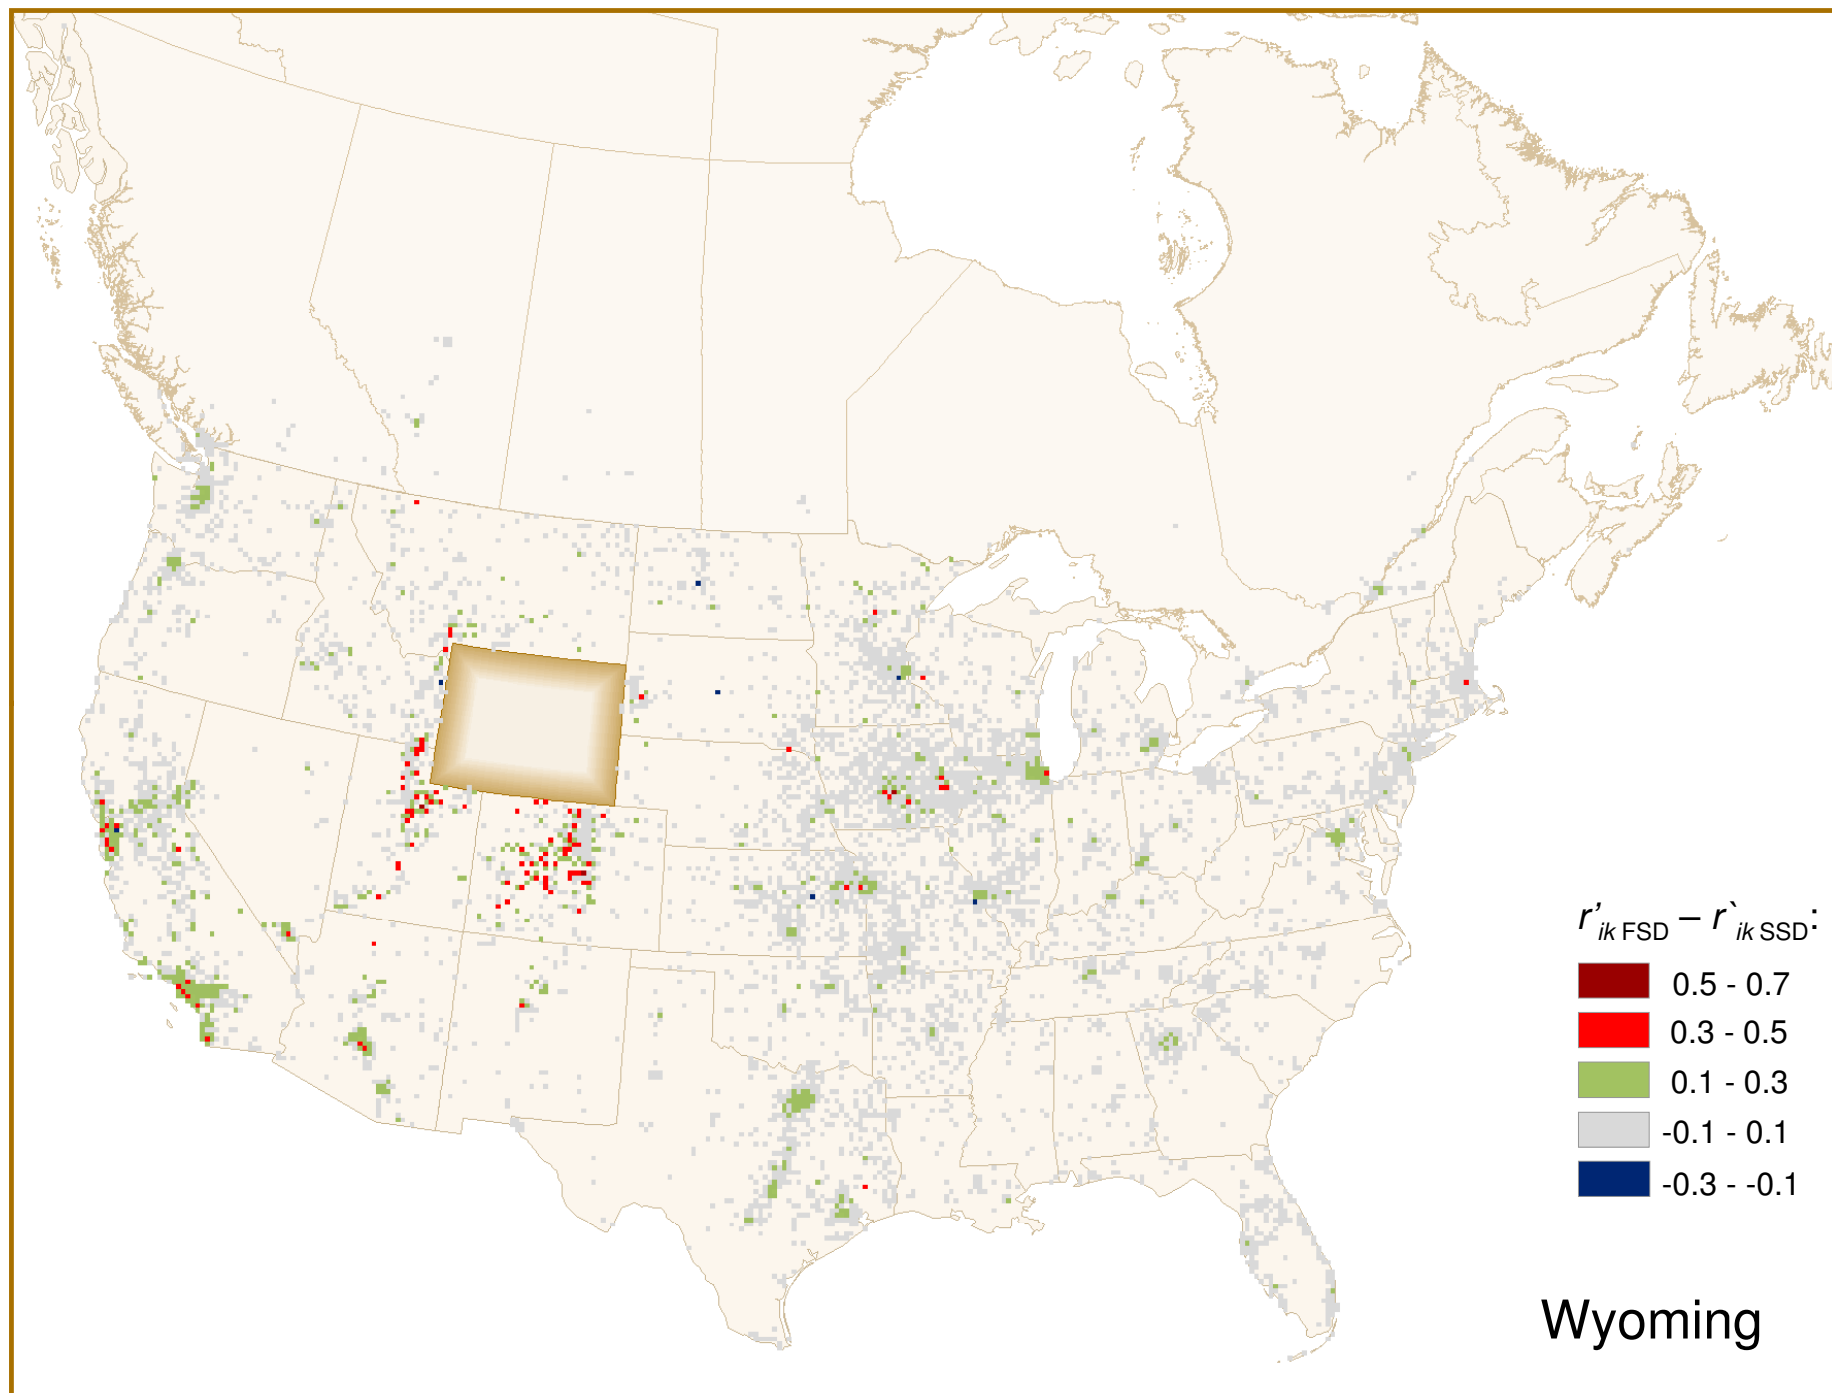 r’ik FSD – r`ik SSD:
0.5 - 0.7
0.3 - 0.5
0.1 - 0.3
-0.1 - 0.1
-0.3 - -0.1
Wyoming